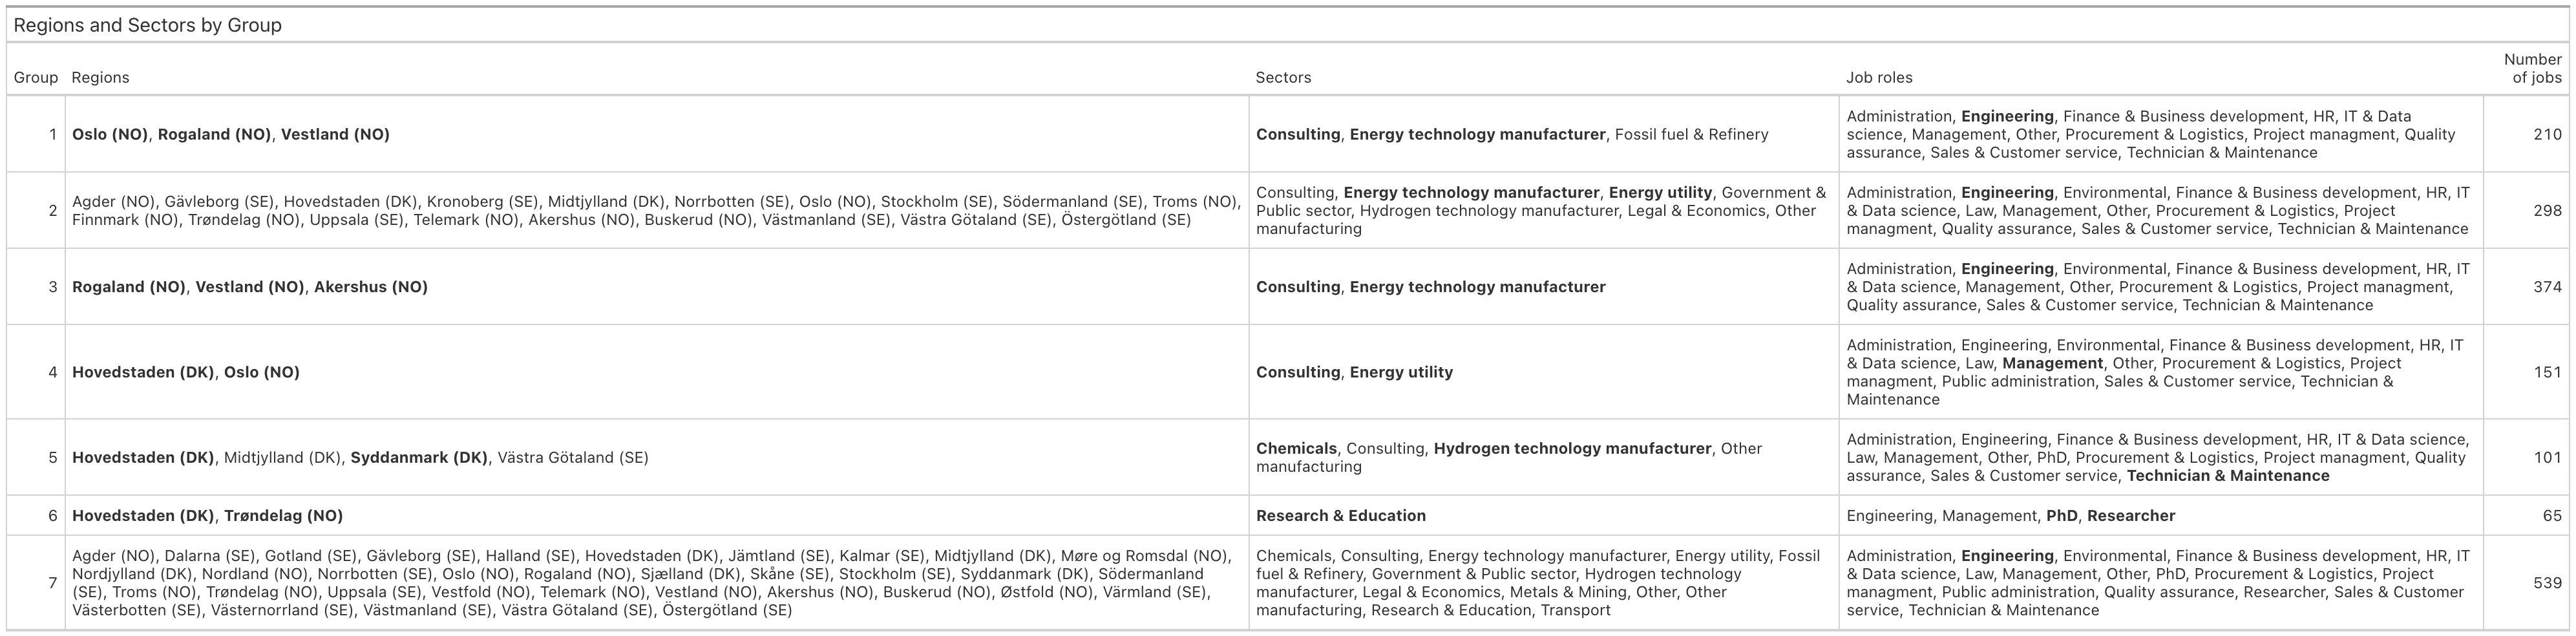 Regions and Sectors by Group
Group Regions Sectors Job roles Number of jobs
1
Oslo (NO), Rogaland (NO), Vestland (NO)
Consulting, Energy technology manufacturer, Fossil fuel & Refinery
Administration, Engineering, Finance & Business development, HR, IT & Data
science, Management, Other, Procurement & Logistics, Project managment, Quality
assurance, Sales & Customer service, Technician & Maintenance
210
2
Agder (NO), Gävleborg (SE), Hovedstaden (DK), Kronoberg (SE), Midtjylland (DK), Norrbotten (SE), Oslo (NO), Stockholm (SE), Södermanland (SE), Troms (NO),
Finnmark (NO), Trøndelag (NO), Uppsala (SE), Telemark (NO), Akershus (NO), Buskerud (NO), Västmanland (SE), Västra Götaland (SE), Östergötland (SE)
Consulting, Energy technology manufacturer, Energy utility, Government &
Public sector, Hydrogen technology manufacturer, Legal & Economics, Other
manufacturing
Administration, Engineering, Environmental, Finance & Business development, HR, IT
& Data science, Law, Management, Other, Procurement & Logistics, Project
managment, Quality assurance, Sales & Customer service, Technician & Maintenance
298
3
Rogaland (NO), Vestland (NO), Akershus (NO)
Consulting, Energy technology manufacturer
Administration, Engineering, Environmental, Finance & Business development, HR, IT
& Data science, Management, Other, Procurement & Logistics, Project managment,
Quality assurance, Sales & Customer service, Technician & Maintenance
374
4
Hovedstaden (DK), Oslo (NO)
Consulting, Energy utility
Administration, Engineering, Environmental, Finance & Business development, HR, IT
& Data science, Law, Management, Other, Procurement & Logistics, Project
managment, Public administration, Sales & Customer service, Technician &
Maintenance
151
5
Hovedstaden (DK), Midtjylland (DK), Syddanmark (DK), Västra Götaland (SE)
Chemicals, Consulting, Hydrogen technology manufacturer, Other
manufacturing
Administration, Engineering, Finance & Business development, HR, IT & Data science,
Law, Management, Other, PhD, Procurement & Logistics, Project managment, Quality
assurance, Sales & Customer service, Technician & Maintenance
101
6
Hovedstaden (DK), Trøndelag (NO)
Research & Education
Engineering, Management, PhD, Researcher
65
7
Agder (NO), Dalarna (SE), Gotland (SE), Gävleborg (SE), Halland (SE), Hovedstaden (DK), Jämtland (SE), Kalmar (SE), Midtjylland (DK), Møre og Romsdal (NO),
Nordjylland (DK), Nordland (NO), Norrbotten (SE), Oslo (NO), Rogaland (NO), Sjælland (DK), Skåne (SE), Stockholm (SE), Syddanmark (DK), Södermanland
(SE), Troms (NO), Trøndelag (NO), Uppsala (SE), Vestfold (NO), Telemark (NO), Vestland (NO), Akershus (NO), Buskerud (NO), Østfold (NO), Värmland (SE),
Västerbotten (SE), Västernorrland (SE), Västmanland (SE), Västra Götaland (SE), Östergötland (SE)
Chemicals, Consulting, Energy technology manufacturer, Energy utility, Fossil
fuel & Refinery, Government & Public sector, Hydrogen technology
manufacturer, Legal & Economics, Metals & Mining, Other, Other
manufacturing, Research & Education, Transport
Administration, Engineering, Environmental, Finance & Business development, HR, IT
& Data science, Law, Management, Other, PhD, Procurement & Logistics, Project
managment, Public administration, Quality assurance, Researcher, Sales & Customer
service, Technician & Maintenance
539